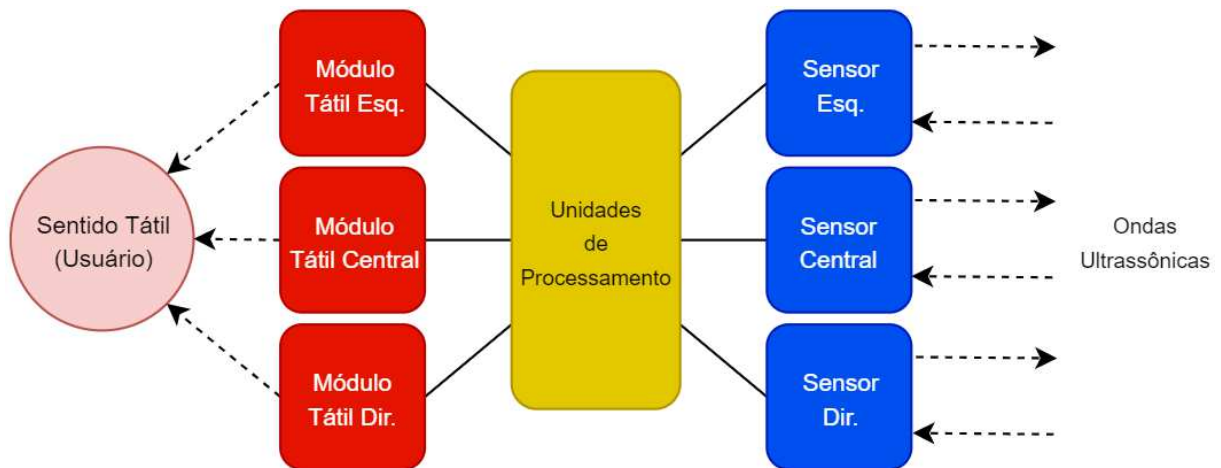 Módulo
Tátil Esq.
Sensor
Esq.
Sentido Tátil
(Usuário)
Módulo
Tátil Central
Unidades
de
Processamento
Sensor
Central
Ondas
Ultrassônicas
Módulo
Tátil Dir.
Sensor
Dir.